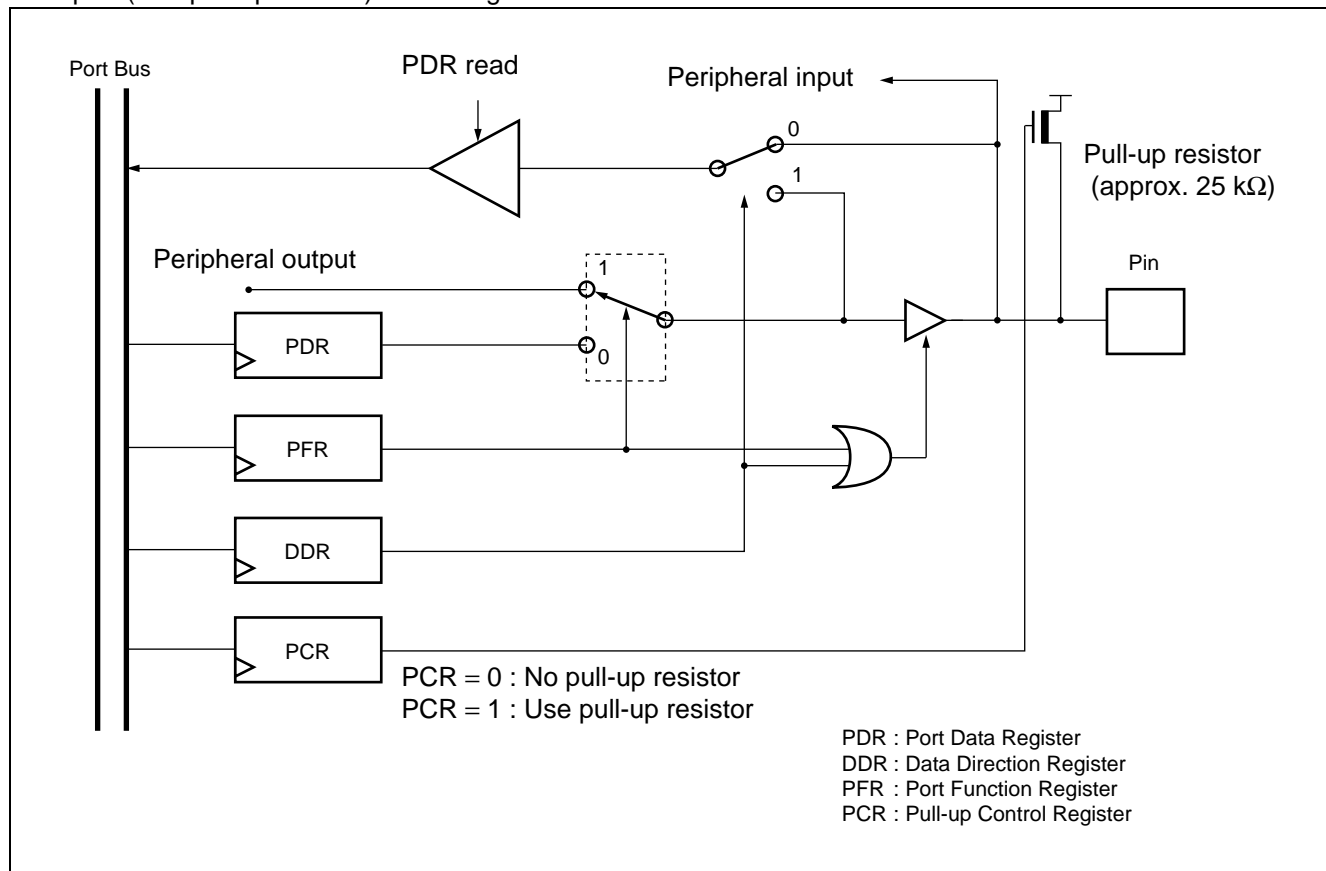 Port Bus
PDR read
Peripheral input
0
1
Pull-up resistor
(approx. 25 kΩ)
Pin
Peripheral output
1
0
PDR
PFR
DDR
PCR
PCR = 0 : No pull-up resistor
PCR = 1 : Use pull-up resistor
PDR : Port Data Register
DDR : Data Direction Register
PFR : Port Function Register
PCR : Pull-up Control Register